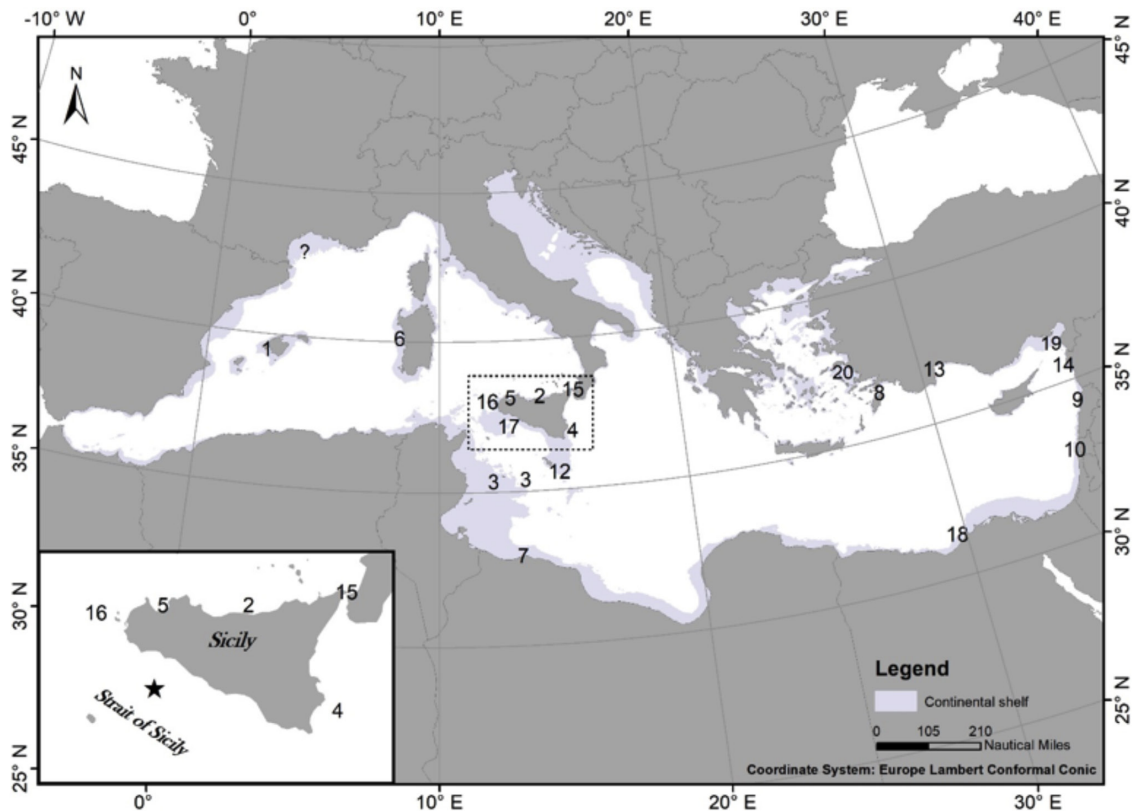 -10° W 0° 10° E 20° E 30° E 40° E
45° N
N
45° N
?
40° N
40° N
1
6
19
20
13
14
35° N
16
5
2
15
8
9
17
4
35° N
10
12
3
3
18
30° N
7
30° N
16
5
2
15
Sicily
Strait of Sicily
4
25° N
Legend
Continental shelf
25° N
0 105 210
Nautical Miles
Coordinate System: Europe Lambert Conformal Conic
0° 10° E 20° E 30° E